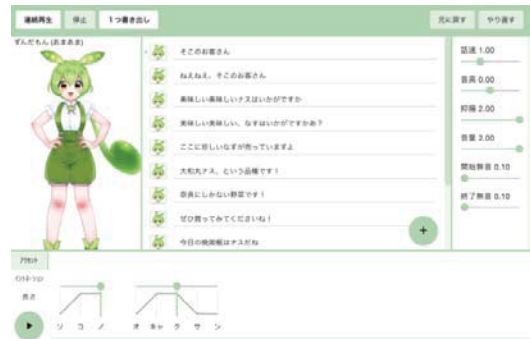 連続再生 停止 1つ書き出し 元に戻す やり直す
ずんだもん (あまあま)
そこのお客さん
ねえねえ、そこのお客さん
美味しい美味しいナスはいかがですか
美味しい美味しい、なすはいかがですかあ?
ここに珍しいなすが売っていますよ
大和丸ナス、という品種です!
奈良にしかない野菜です!
ぜひ買ってみてくださいね!
今日の晩御飯はナスだね
話速 1.00
音高 0.00
抑揚 2.00
音量 2.00
開始無音 0.10
終了無音 0.10
アクセント
イントネーション
長さ
ソ コ ノ オ キャ ク サ ン